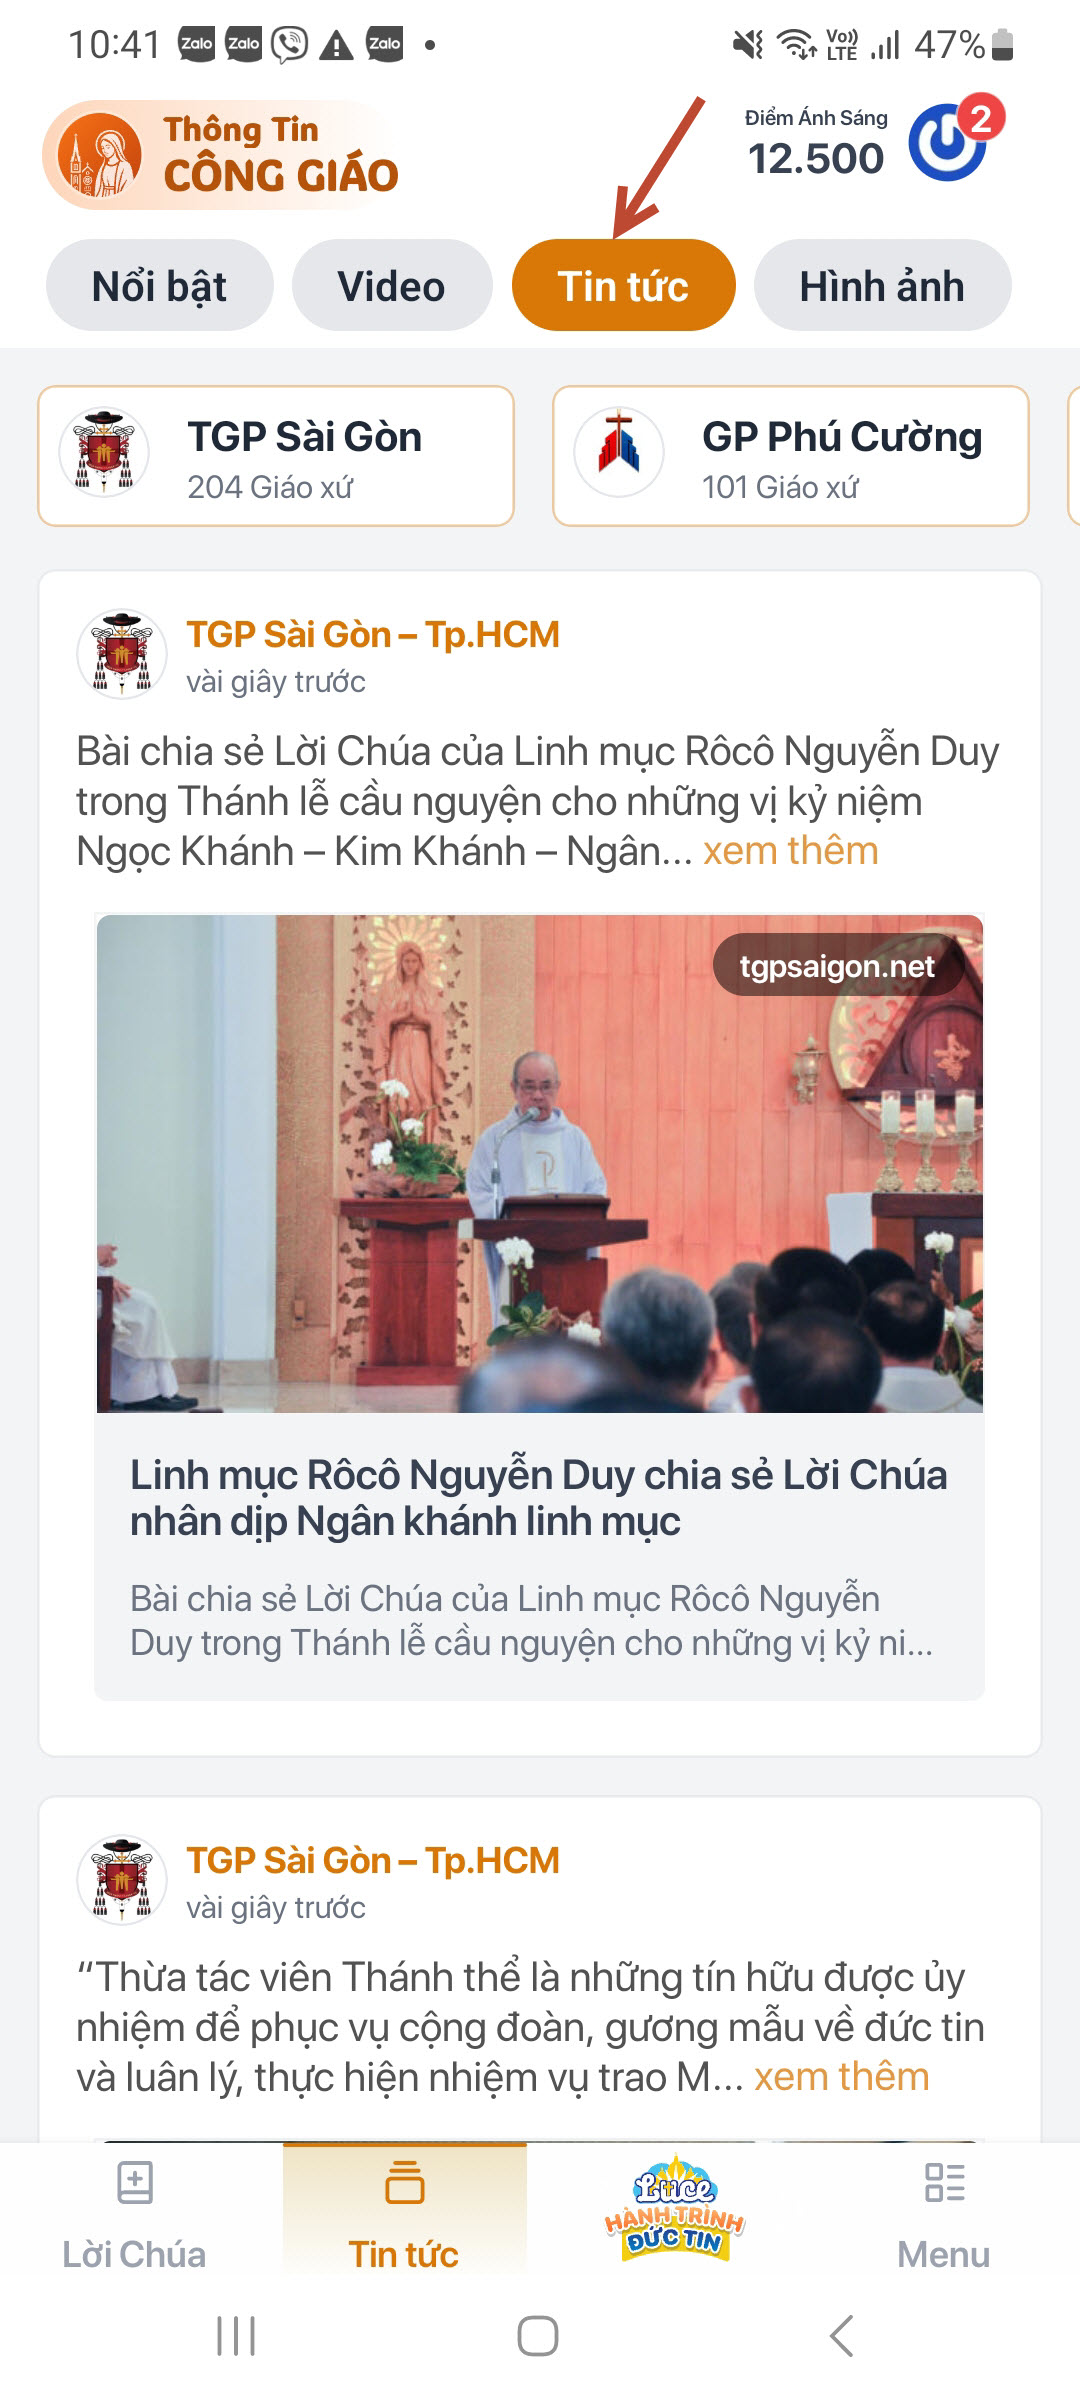 10:41 Zalo Zalo Zalo Vo)) LTE 47%
Thông Tin
CÔNG GIÁO
Điểm Ánh Sáng
12.500
2
Nổi bật Video Tin tức Hình ảnh
TGP Sài Gòn
204 Giáo xứ
GP Phú Cường
101 Giáo xứ
TGP Sài Gòn – Tp.HCM
vài giây trước
Bài chia sẻ Lời Chúa của Linh mục Rôcô Nguyễn Duy
trong Thánh lễ cầu nguyện cho những vị kỷ niệm
Ngọc Khánh – Kim Khánh – Ngân... xem thêm
tgpsaigon.net
Linh mục Rôcô Nguyễn Duy chia sẻ Lời Chúa
nhân dịp Ngân khánh linh mục
Bài chia sẻ Lời Chúa của Linh mục Rôcô Nguyễn
Duy trong Thánh lễ cầu nguyện cho những vị kỷ ni...
TGP Sài Gòn – Tp.HCM
vài giây trước
“Thừa tác viên Thánh thể là những tín hữu được ủy
nhiệm để phục vụ cộng đoàn, gương mẫu về đức tin
và luân lý, thực hiện nhiệm vụ trao M... xem thêm
Lời Chúa
Tin tức
Luce
HÀNH TRÌNH
ĐỨC TIN
Menu